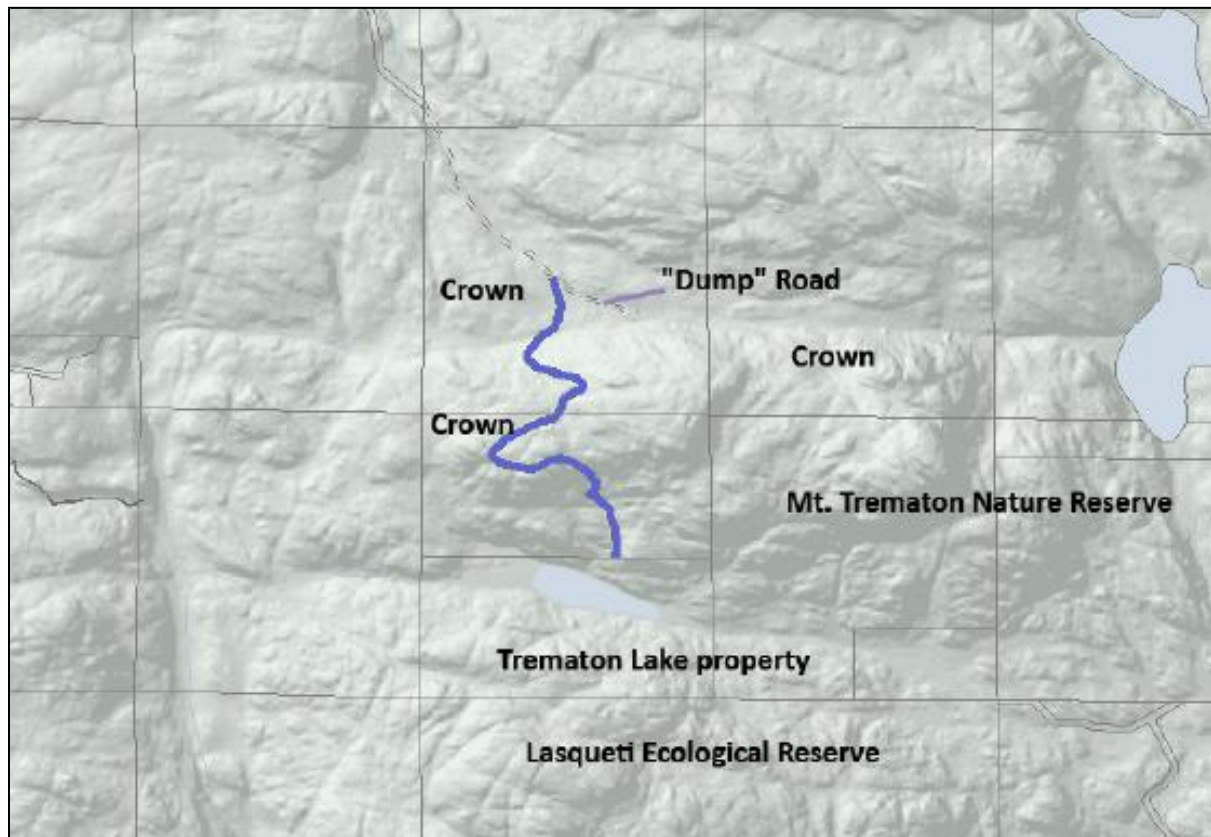 "Dump" Road
Crown
Crown
Crown
Mt. Trematon Nature Reserve
Trematon Lake property
Lasqueti Ecological Reserve